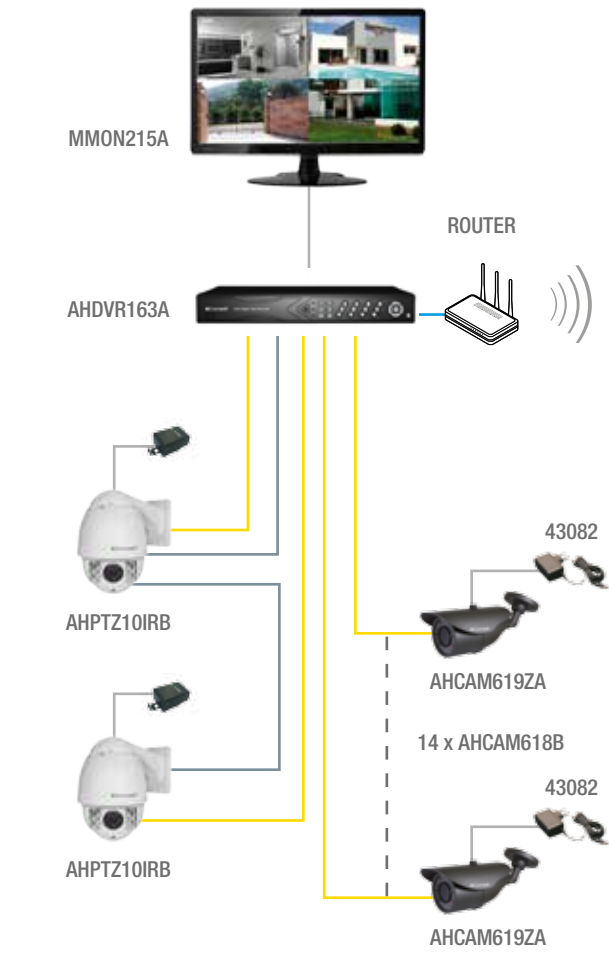 MMON215A
ROUTER
AHDVR163A
43082
AHPTZ10IRB
AHCAM619ZA
14 x AHCAM618B
43082
AHPTZ10IRB
AHCAM619ZA